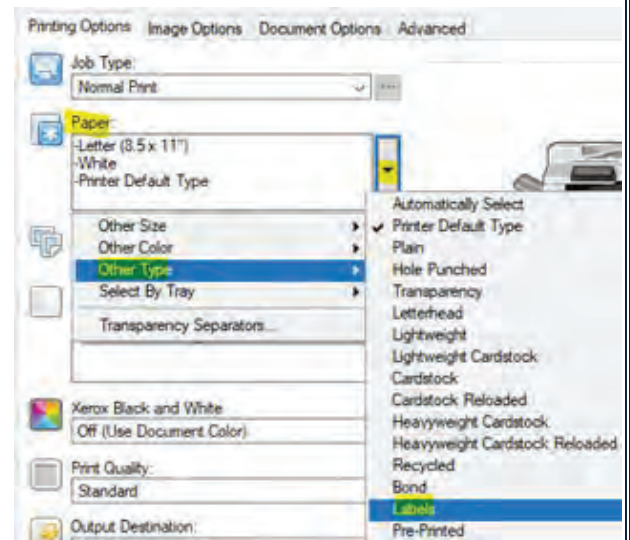 Printing Options Image Options Document Options Advanced
Job Type:
Normal Print
Paper:
-Letter (8.5 x 11")
-White
-Printer Default Type
Other Size
Other Color
Other Type
Select By Tray
Transparency Separators...
Automatically Select
Printer Default Type
Plain
Hole Punched
Transparency
Letterhead
Lightweight
Lightweight Cardstock
Cardstock
Cardstock Reloaded
Heavyweight Cardstock
Heavyweight Cardstock Reloaded
Recycled
Bond
Labels
Pre-Printed
Xerox Black and White
Off (Use Document Color)
Print Quality:
Standard
Output Destination: